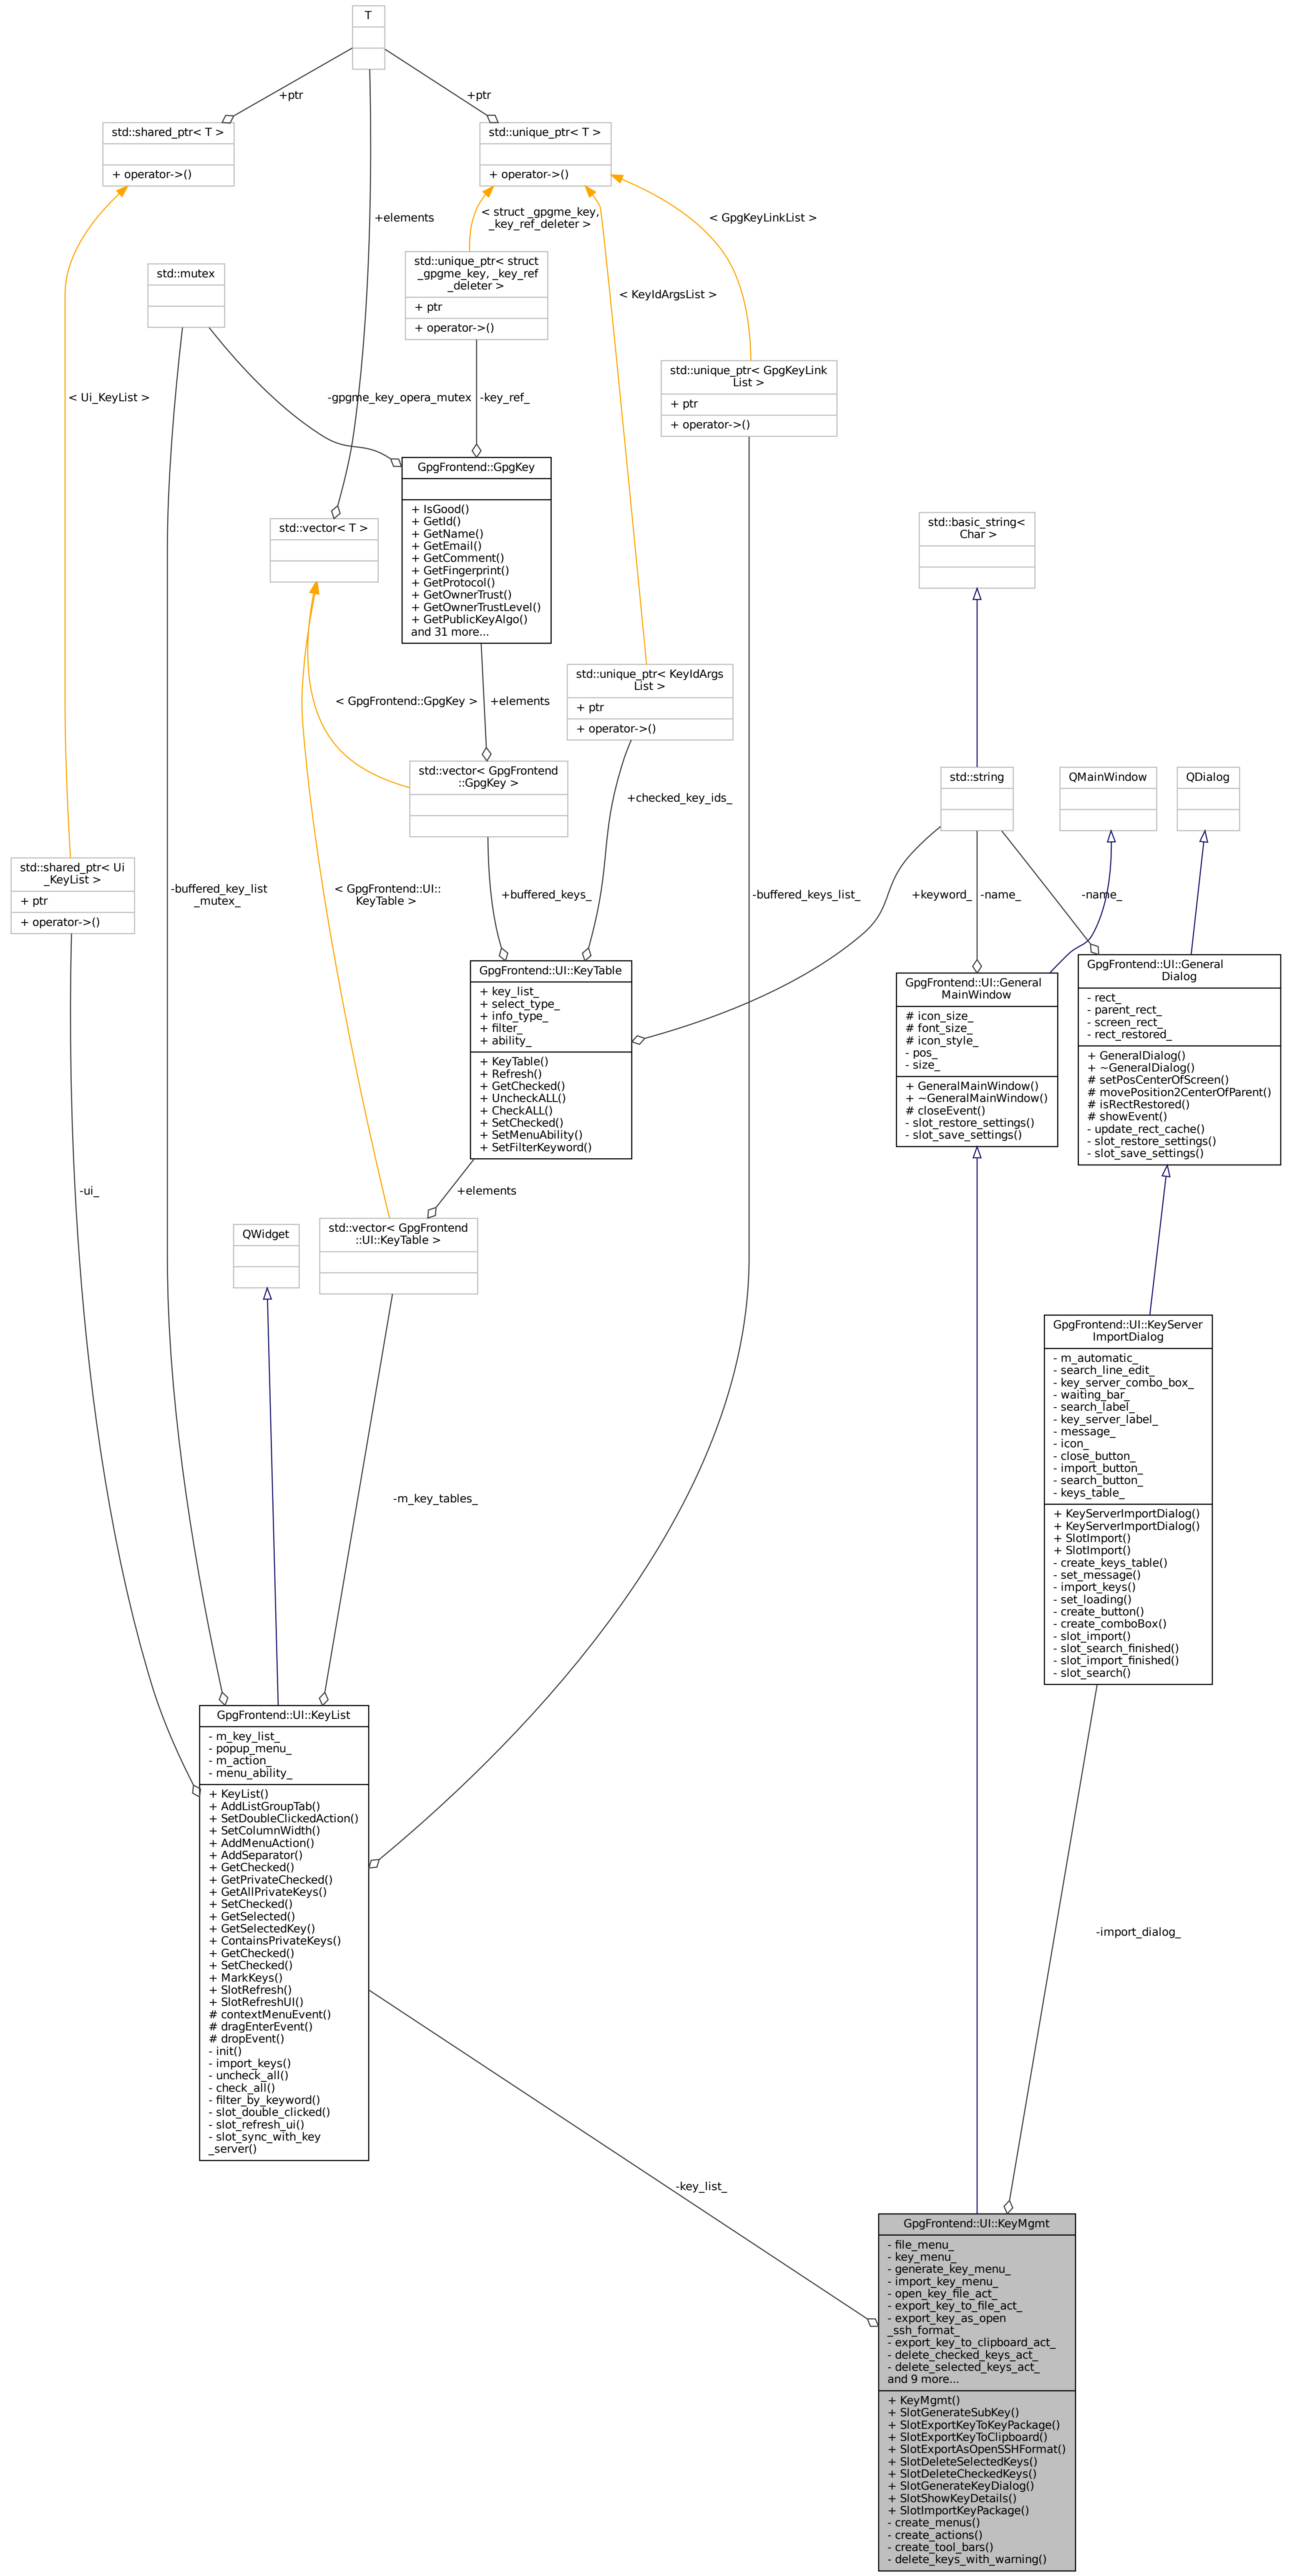 T
+ptr
+ptr
std::shared_ptr< T >
+ operator->()
std::unique_ptr< T >
+ operator->()
+elements
< struct _gpgme_key,
_key_ref_deleter >
< GpgKeyLinkList >
std::unique_ptr< struct
_gpgme_key, _key_ref
_deleter >
+ ptr
+ operator->()
std::mutex
< KeyIdArgsList >
std::unique_ptr< GpgKeyLink
List >
+ ptr
+ operator->()
< Ui_KeyList >
-gpgme_key_opera_mutex
-key_ref_
GpgFrontend::GpgKey
+ IsGood()
+ GetId()
+ GetName()
+ GetEmail()
+ GetComment()
+ GetFingerprint()
+ GetProtocol()
+ GetOwnerTrust()
+ GetOwnerTrustLevel()
+ GetPublicKeyAlgo()
and 31 more...
std::vector< T >
std::basic_string<
Char >
std::unique_ptr< KeyIdArgs
List >
+ ptr
+ operator->()
< GpgFrontend::GpgKey >
+elements
std::vector< GpgFrontend
::GpgKey >
std::string
QMainWindow
QDialog
+checked_key_ids_
std::shared_ptr< Ui
_KeyList >
+ ptr
+ operator->()
-buffered_key_list
_mutex_
< GpgFrontend::UI::
KeyTable >
+buffered_keys_
-buffered_keys_list_
+keyword_
-name_
-name_
GpgFrontend::UI::KeyTable
+ key_list_
+ select_type_
+ info_type_
+ filter_
+ ability_
+ KeyTable()
+ Refresh()
+ GetChecked()
+ UncheckALL()
+ CheckALL()
+ SetChecked()
+ SetMenuAbility()
+ SetFilterKeyword()
GpgFrontend::UI::General
MainWindow
# icon_size_
# font_size_
# icon_style_
- pos_
- size_
+ GeneralMainWindow()
+ ~GeneralMainWindow()
# closeEvent()
- slot_restore_settings()
- slot_save_settings()
GpgFrontend::UI::General
Dialog
- rect_
- parent_rect_
- screen_rect_
- rect_restored_
+ GeneralDialog()
+ ~GeneralDialog()
# setPosCenterOfScreen()
# movePosition2CenterOfParent()
# isRectRestored()
# showEvent()
- update_rect_cache()
- slot_restore_settings()
- slot_save_settings()
-ui_
+elements
QWidget
std::vector< GpgFrontend
::UI::KeyTable >
GpgFrontend::UI::KeyServer
ImportDialog
- m_automatic_
- search_line_edit_
- key_server_combo_box_
- waiting_bar_
- search_label_
- key_server_label_
- message_
- icon_
- close_button_
- import_button_
- search_button_
- keys_table_
+ KeyServerImportDialog()
+ KeyServerImportDialog()
+ SlotImport()
+ SlotImport()
- create_keys_table()
- set_message()
- import_keys()
- set_loading()
- create_button()
- create_comboBox()
- slot_import()
- slot_search_finished()
- slot_import_finished()
- slot_search()
-m_key_tables_
GpgFrontend::UI::KeyList
- m_key_list_
- popup_menu_
- m_action_
- menu_ability_
+ KeyList()
+ AddListGroupTab()
+ SetDoubleClickedAction()
+ SetColumnWidth()
+ AddMenuAction()
+ AddSeparator()
+ GetChecked()
+ GetPrivateChecked()
+ GetAllPrivateKeys()
+ SetChecked()
+ GetSelected()
+ GetSelectedKey()
+ ContainsPrivateKeys()
+ GetChecked()
+ SetChecked()
+ MarkKeys()
+ SlotRefresh()
+ SlotRefreshUI()
# contextMenuEvent()
# dragEnterEvent()
# dropEvent()
- init()
- import_keys()
- uncheck_all()
- check_all()
- filter_by_keyword()
- slot_double_clicked()
- slot_refresh_ui()
- slot_sync_with_key
_server()
-import_dialog_
-key_list_
GpgFrontend::UI::KeyMgmt
- file_menu_
- key_menu_
- generate_key_menu_
- import_key_menu_
- open_key_file_act_
- export_key_to_file_act_
- export_key_as_open
_ssh_format_
- export_key_to_clipboard_act_
- delete_checked_keys_act_
- delete_selected_keys_act_
and 9 more...
+ KeyMgmt()
+ SlotGenerateSubKey()
+ SlotExportKeyToKeyPackage()
+ SlotExportKeyToClipboard()
+ SlotExportAsOpenSSHFormat()
+ SlotDeleteSelectedKeys()
+ SlotDeleteCheckedKeys()
+ SlotGenerateKeyDialog()
+ SlotShowKeyDetails()
+ SlotImportKeyPackage()
- create_menus()
- create_actions()
- create_tool_bars()
- delete_keys_with_warning()